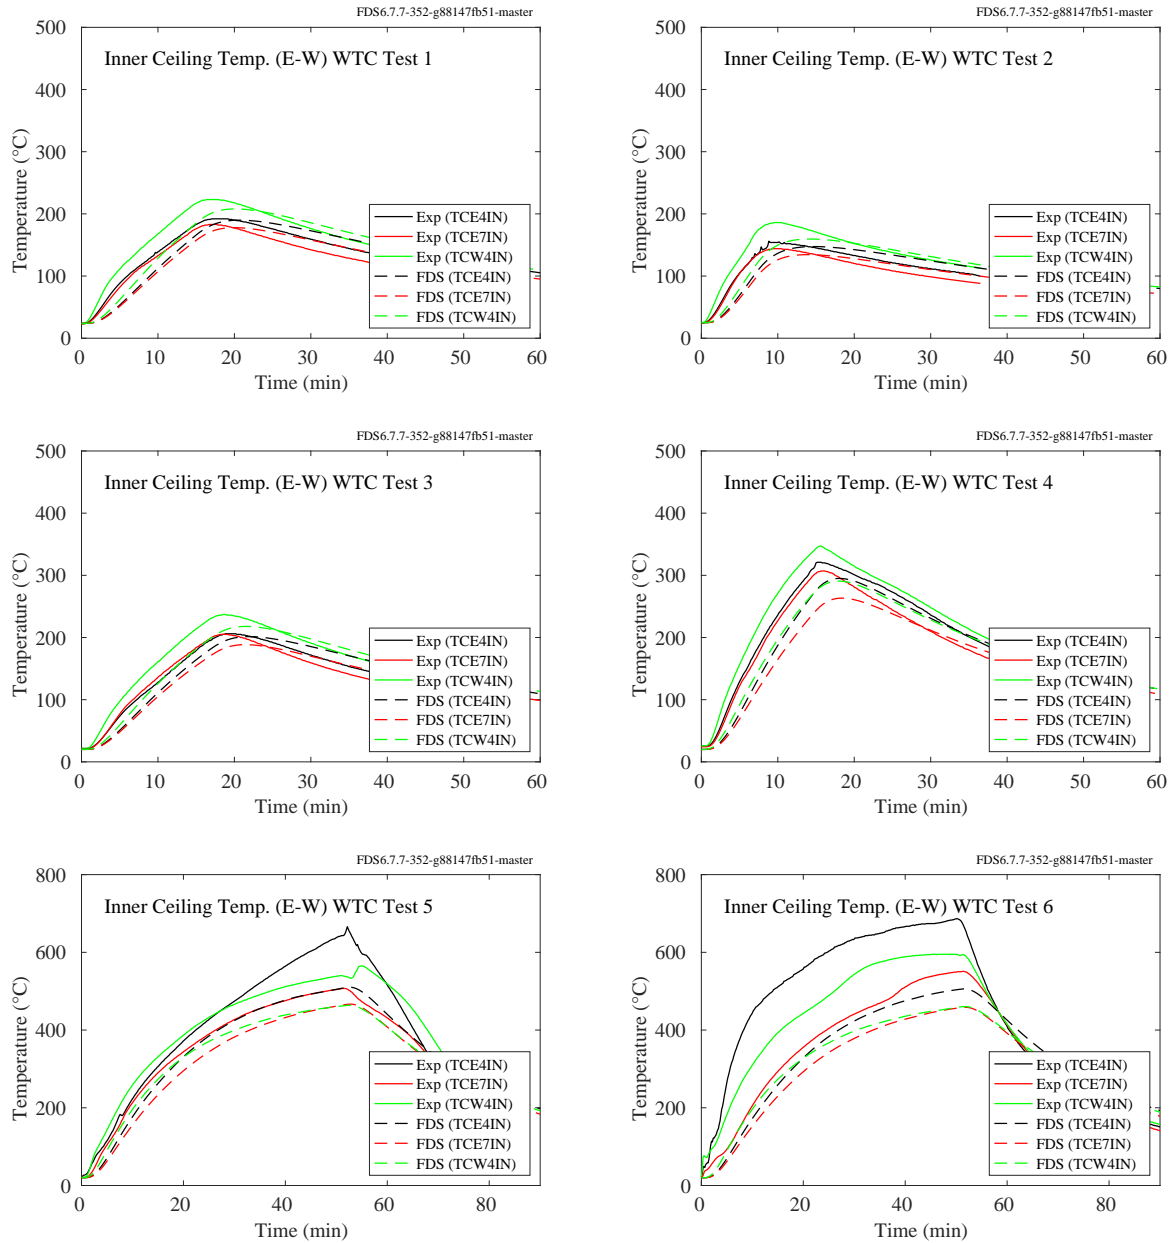 FDS6.7.7-352-g88147fb51-master
Inner Ceiling Temp. (E-W) WTC Test 1
Temperature (°C)
500
400
300
200
100
0
Exp (TCE4IN)
Exp (TCE7IN)
Exp (TCW4IN)
FDS (TCE4IN)
FDS (TCE7IN)
FDS (TCW4IN)
0 10 20 30 40 50 60
Time (min)
FDS6.7.7-352-g88147fb51-master
Inner Ceiling Temp. (E-W) WTC Test 2
Temperature (°C)
500
400
300
200
100
0
Exp (TCE4IN)
Exp (TCE7IN)
Exp (TCW4IN)
FDS (TCE4IN)
FDS (TCE7IN)
FDS (TCW4IN)
0 10 20 30 40 50 60
Time (min)
FDS6.7.7-352-g88147fb51-master
Inner Ceiling Temp. (E-W) WTC Test 3
Temperature (°C)
500
400
300
200
100
0
Exp (TCE4IN)
Exp (TCE7IN)
Exp (TCW4IN)
FDS (TCE4IN)
FDS (TCE7IN)
FDS (TCW4IN)
0 10 20 30 40 50 60
Time (min)
FDS6.7.7-352-g88147fb51-master
Inner Ceiling Temp. (E-W) WTC Test 4
Temperature (°C)
500
400
300
200
100
0
Exp (TCE4IN)
Exp (TCE7IN)
Exp (TCW4IN)
FDS (TCE4IN)
FDS (TCE7IN)
FDS (TCW4IN)
0 10 20 30 40 50 60
Time (min)
FDS6.7.7-352-g88147fb51-master
Inner Ceiling Temp. (E-W) WTC Test 5
Temperature (°C)
800
600
400
200
0
Exp (TCE4IN)
Exp (TCE7IN)
Exp (TCW4IN)
FDS (TCE4IN)
FDS (TCE7IN)
FDS (TCW4IN)
0 20 40 60 80
Time (min)
FDS6.7.7-352-g88147fb51-master
Inner Ceiling Temp. (E-W) WTC Test 6
Temperature (°C)
800
600
400
200
0
Exp (TCE4IN)
Exp (TCE7IN)
Exp (TCW4IN)
FDS (TCE4IN)
FDS (TCE7IN)
FDS (TCW4IN)
0 20 40 60 80
Time (min)